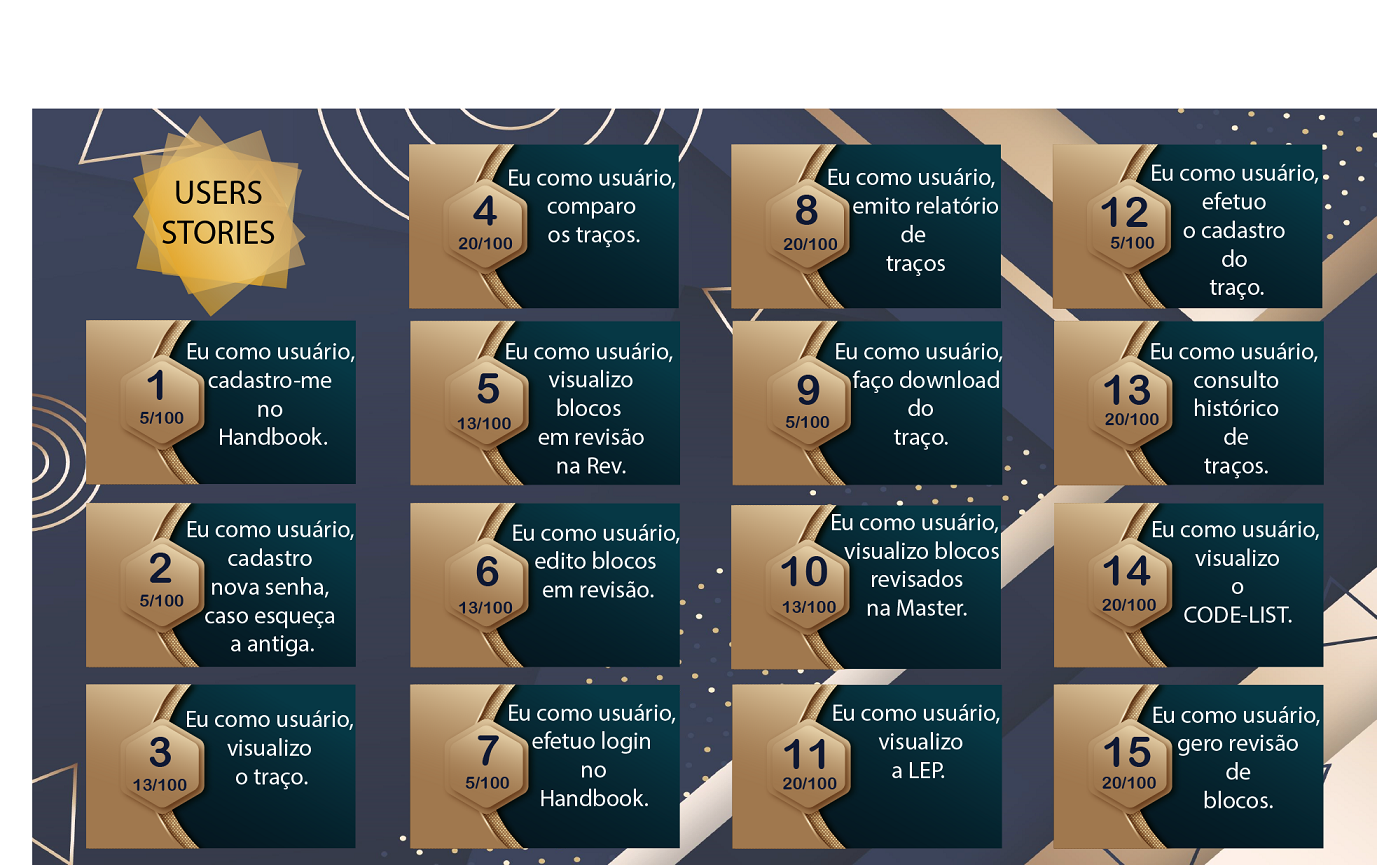 USERS
STORIES
1
5/100
Eu como usuário,
cadastro-me
no
Handbook.
2
5/100
Eu como usuário,
cadastro
nova senha,
caso esqueça
a antiga.
3
13/100
Eu como usuário,
visualizo
o traço.
4
20/100
Eu como usuário,
comparo
os traços.
5
13/100
Eu como usuário,
visualizo
blocos
em revisão
na Rev.
6
13/100
Eu como usuário,
edito blocos
em revisão.
7
5/100
Eu como usuário,
efetuo login
no
Handbook.
8
20/100
Eu como usuário,
emito relatório
de
traços
9
5/100
Eu como usuário,
faço download
do
traço.
10
13/100
Eu como usuário,
visualizo blocos
revisados
na Master.
11
20/100
Eu como usuário,
visualizo
a LEP.
12
5/100
Eu como usuário,
efetuo
o cadastro
do
traço.
13
20/100
Eu como usuário,
consulto
histórico
de
traços.
14
20/100
Eu como usuário,
visualizo
o
CODE-LIST.
15
20/100
Eu como usuário,
gero revisão
de
blocos.